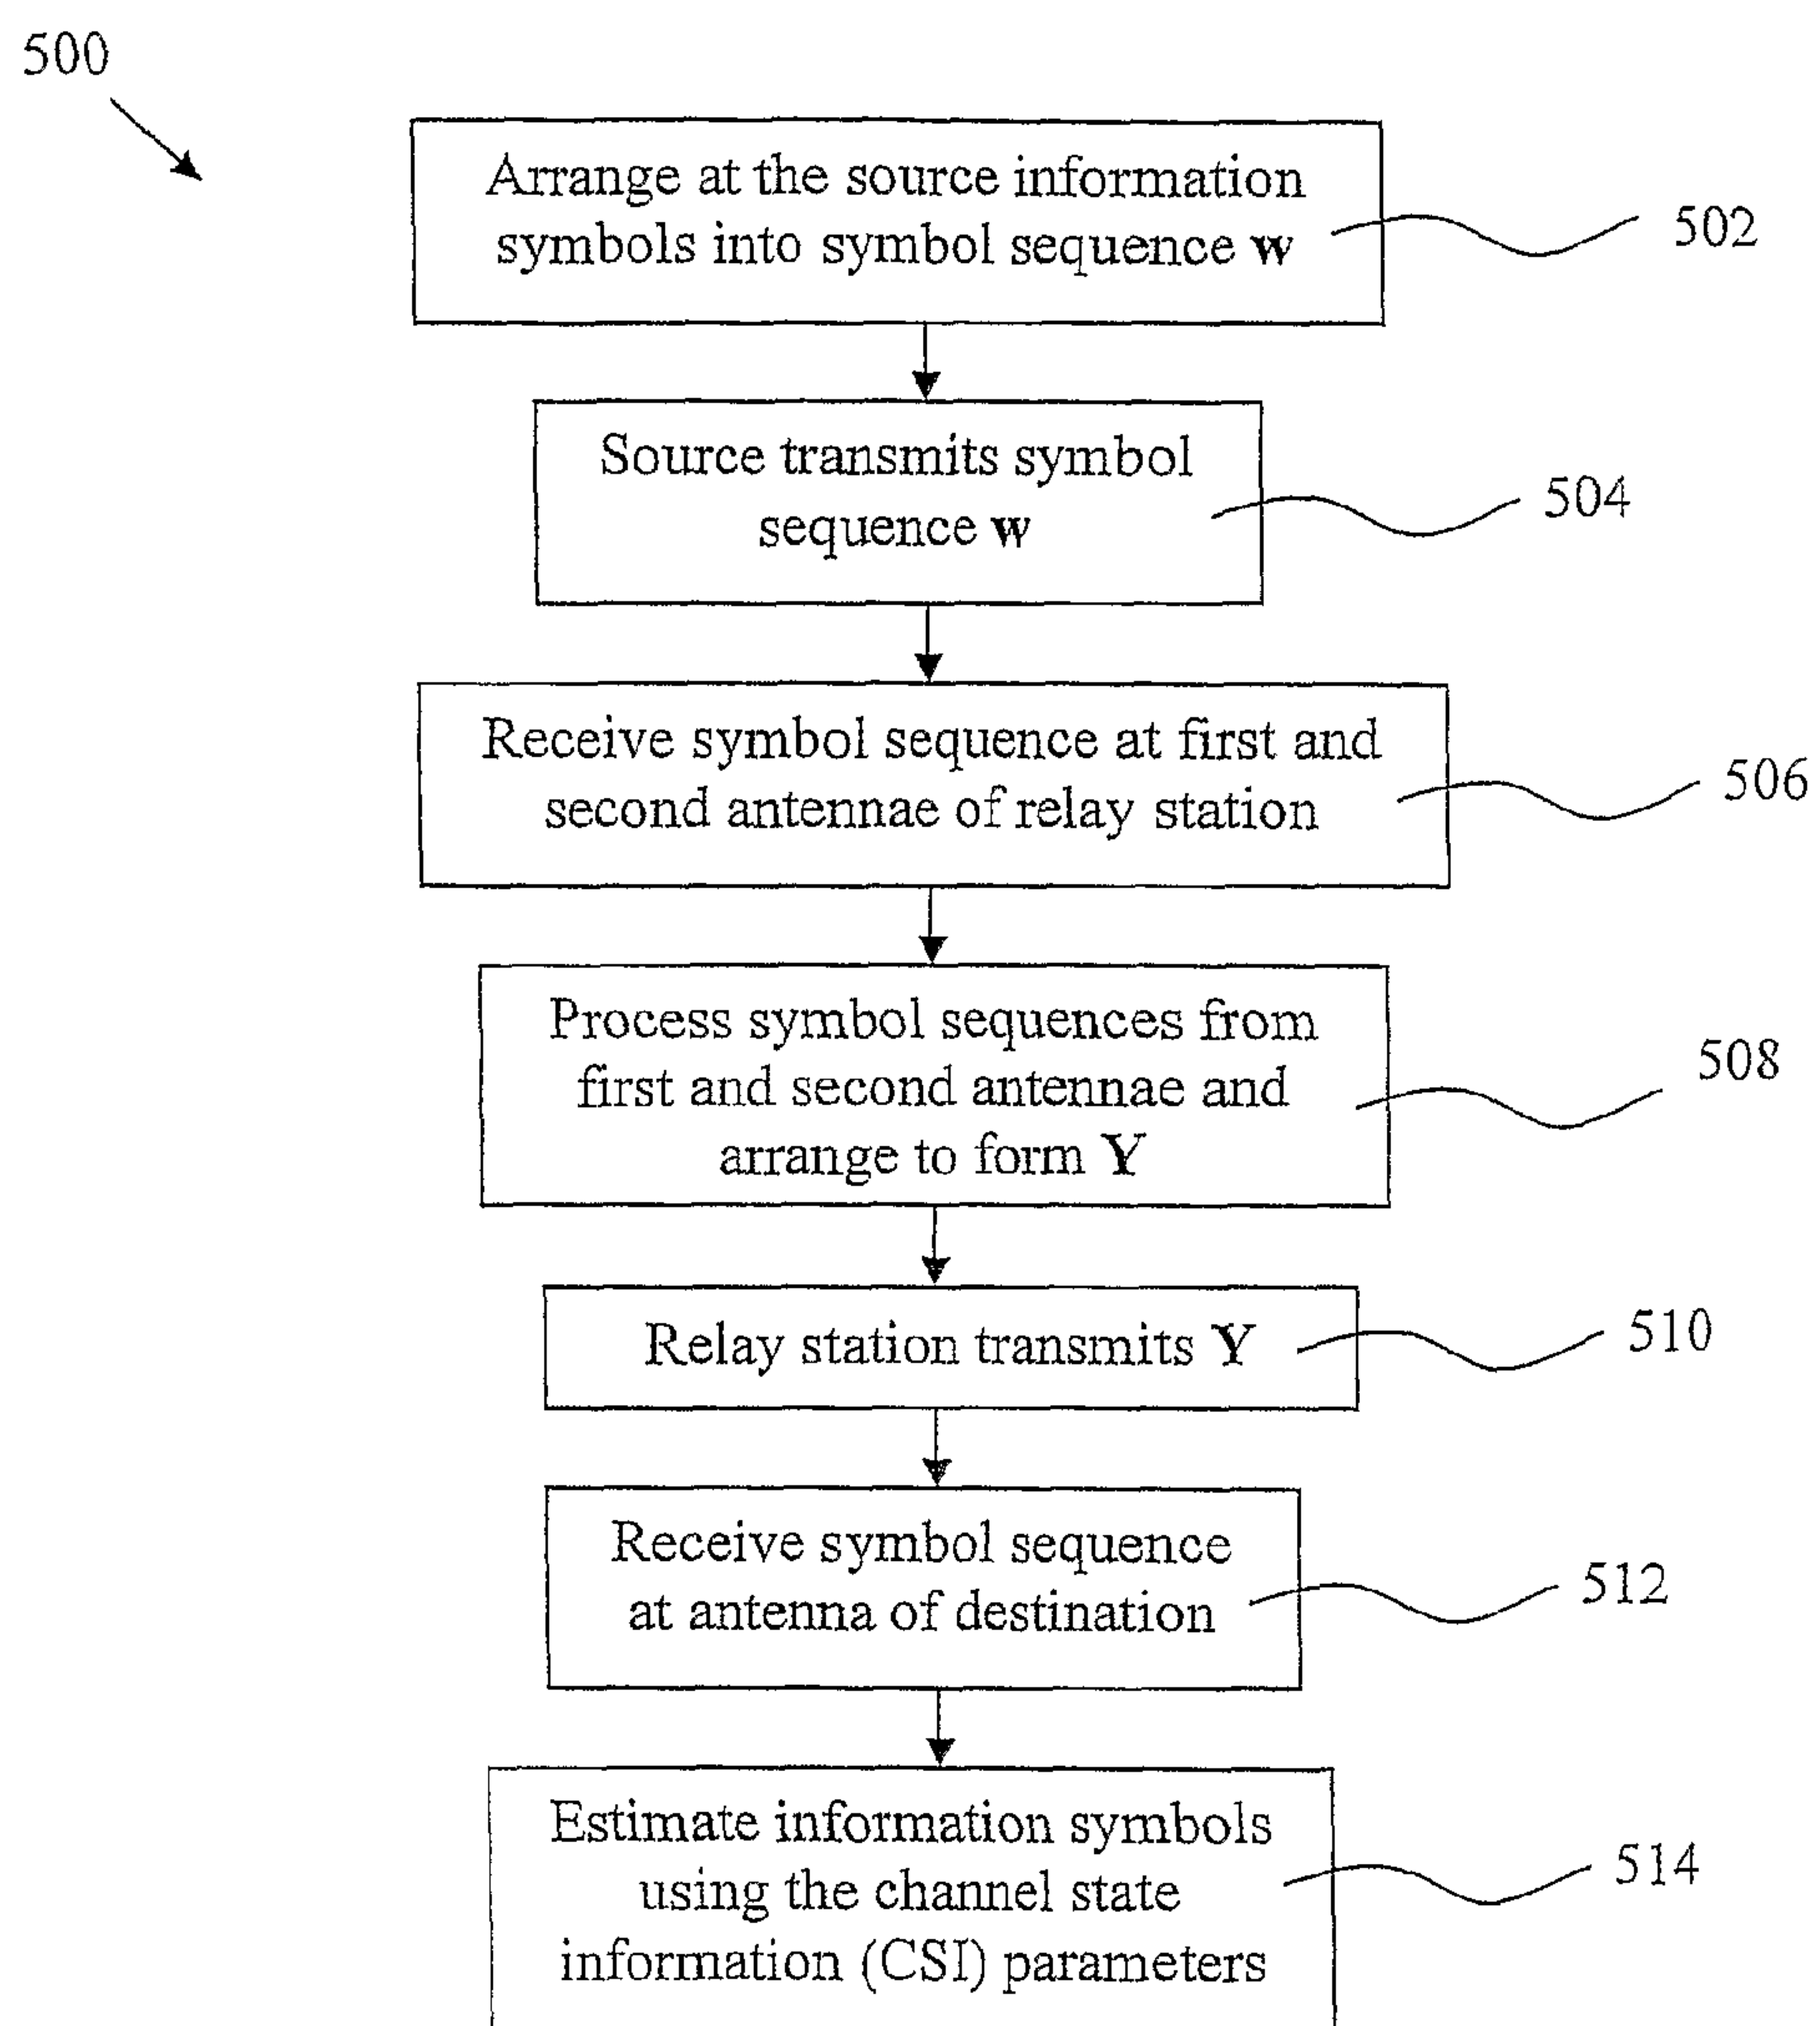 500
Arrange at the source information
symbols into symbol sequence w
502
Source transmits symbol
sequence w
504
Receive symbol sequence at first and
second antennae of relay station
506
Process symbol sequences from
first and second antennae and
arrange to form Y
508
Relay station transmits Y
510
Receive symbol sequence
at antenna of destination
512
Estimate information symbols
using the channel state
information (CSI) parameters
514